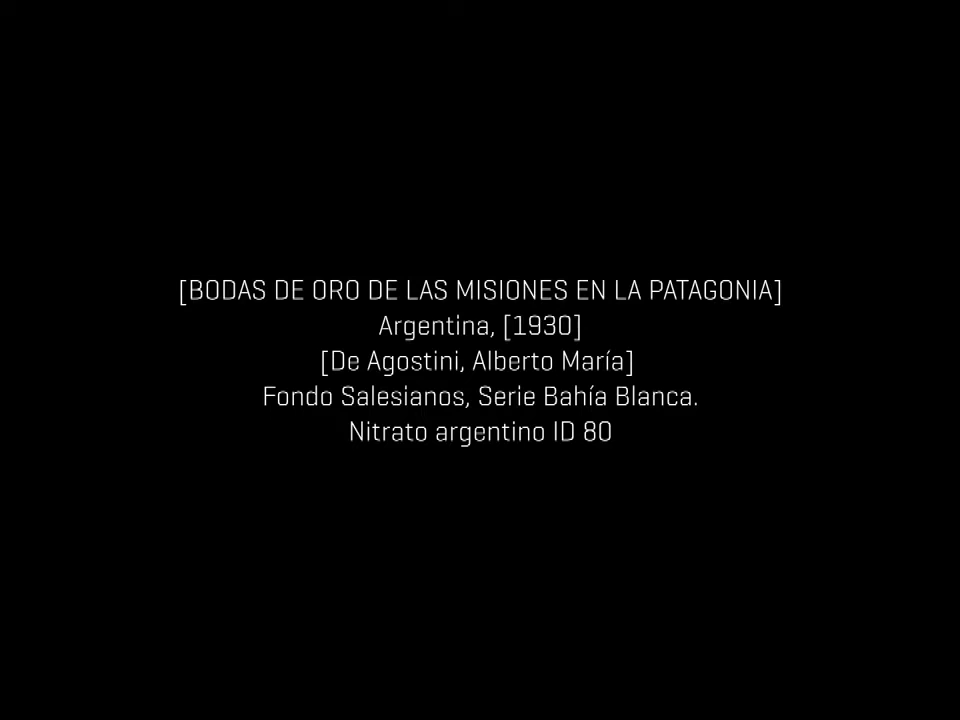 [BODAS DE ORO DE LAS MISIONES EN LA PATAGONIA]
Argentina, [1930]
[De Agostini, Alberto María]
Fondo Salesianos, Serie Bahía Blanca.
Nitrato argentino ID 80